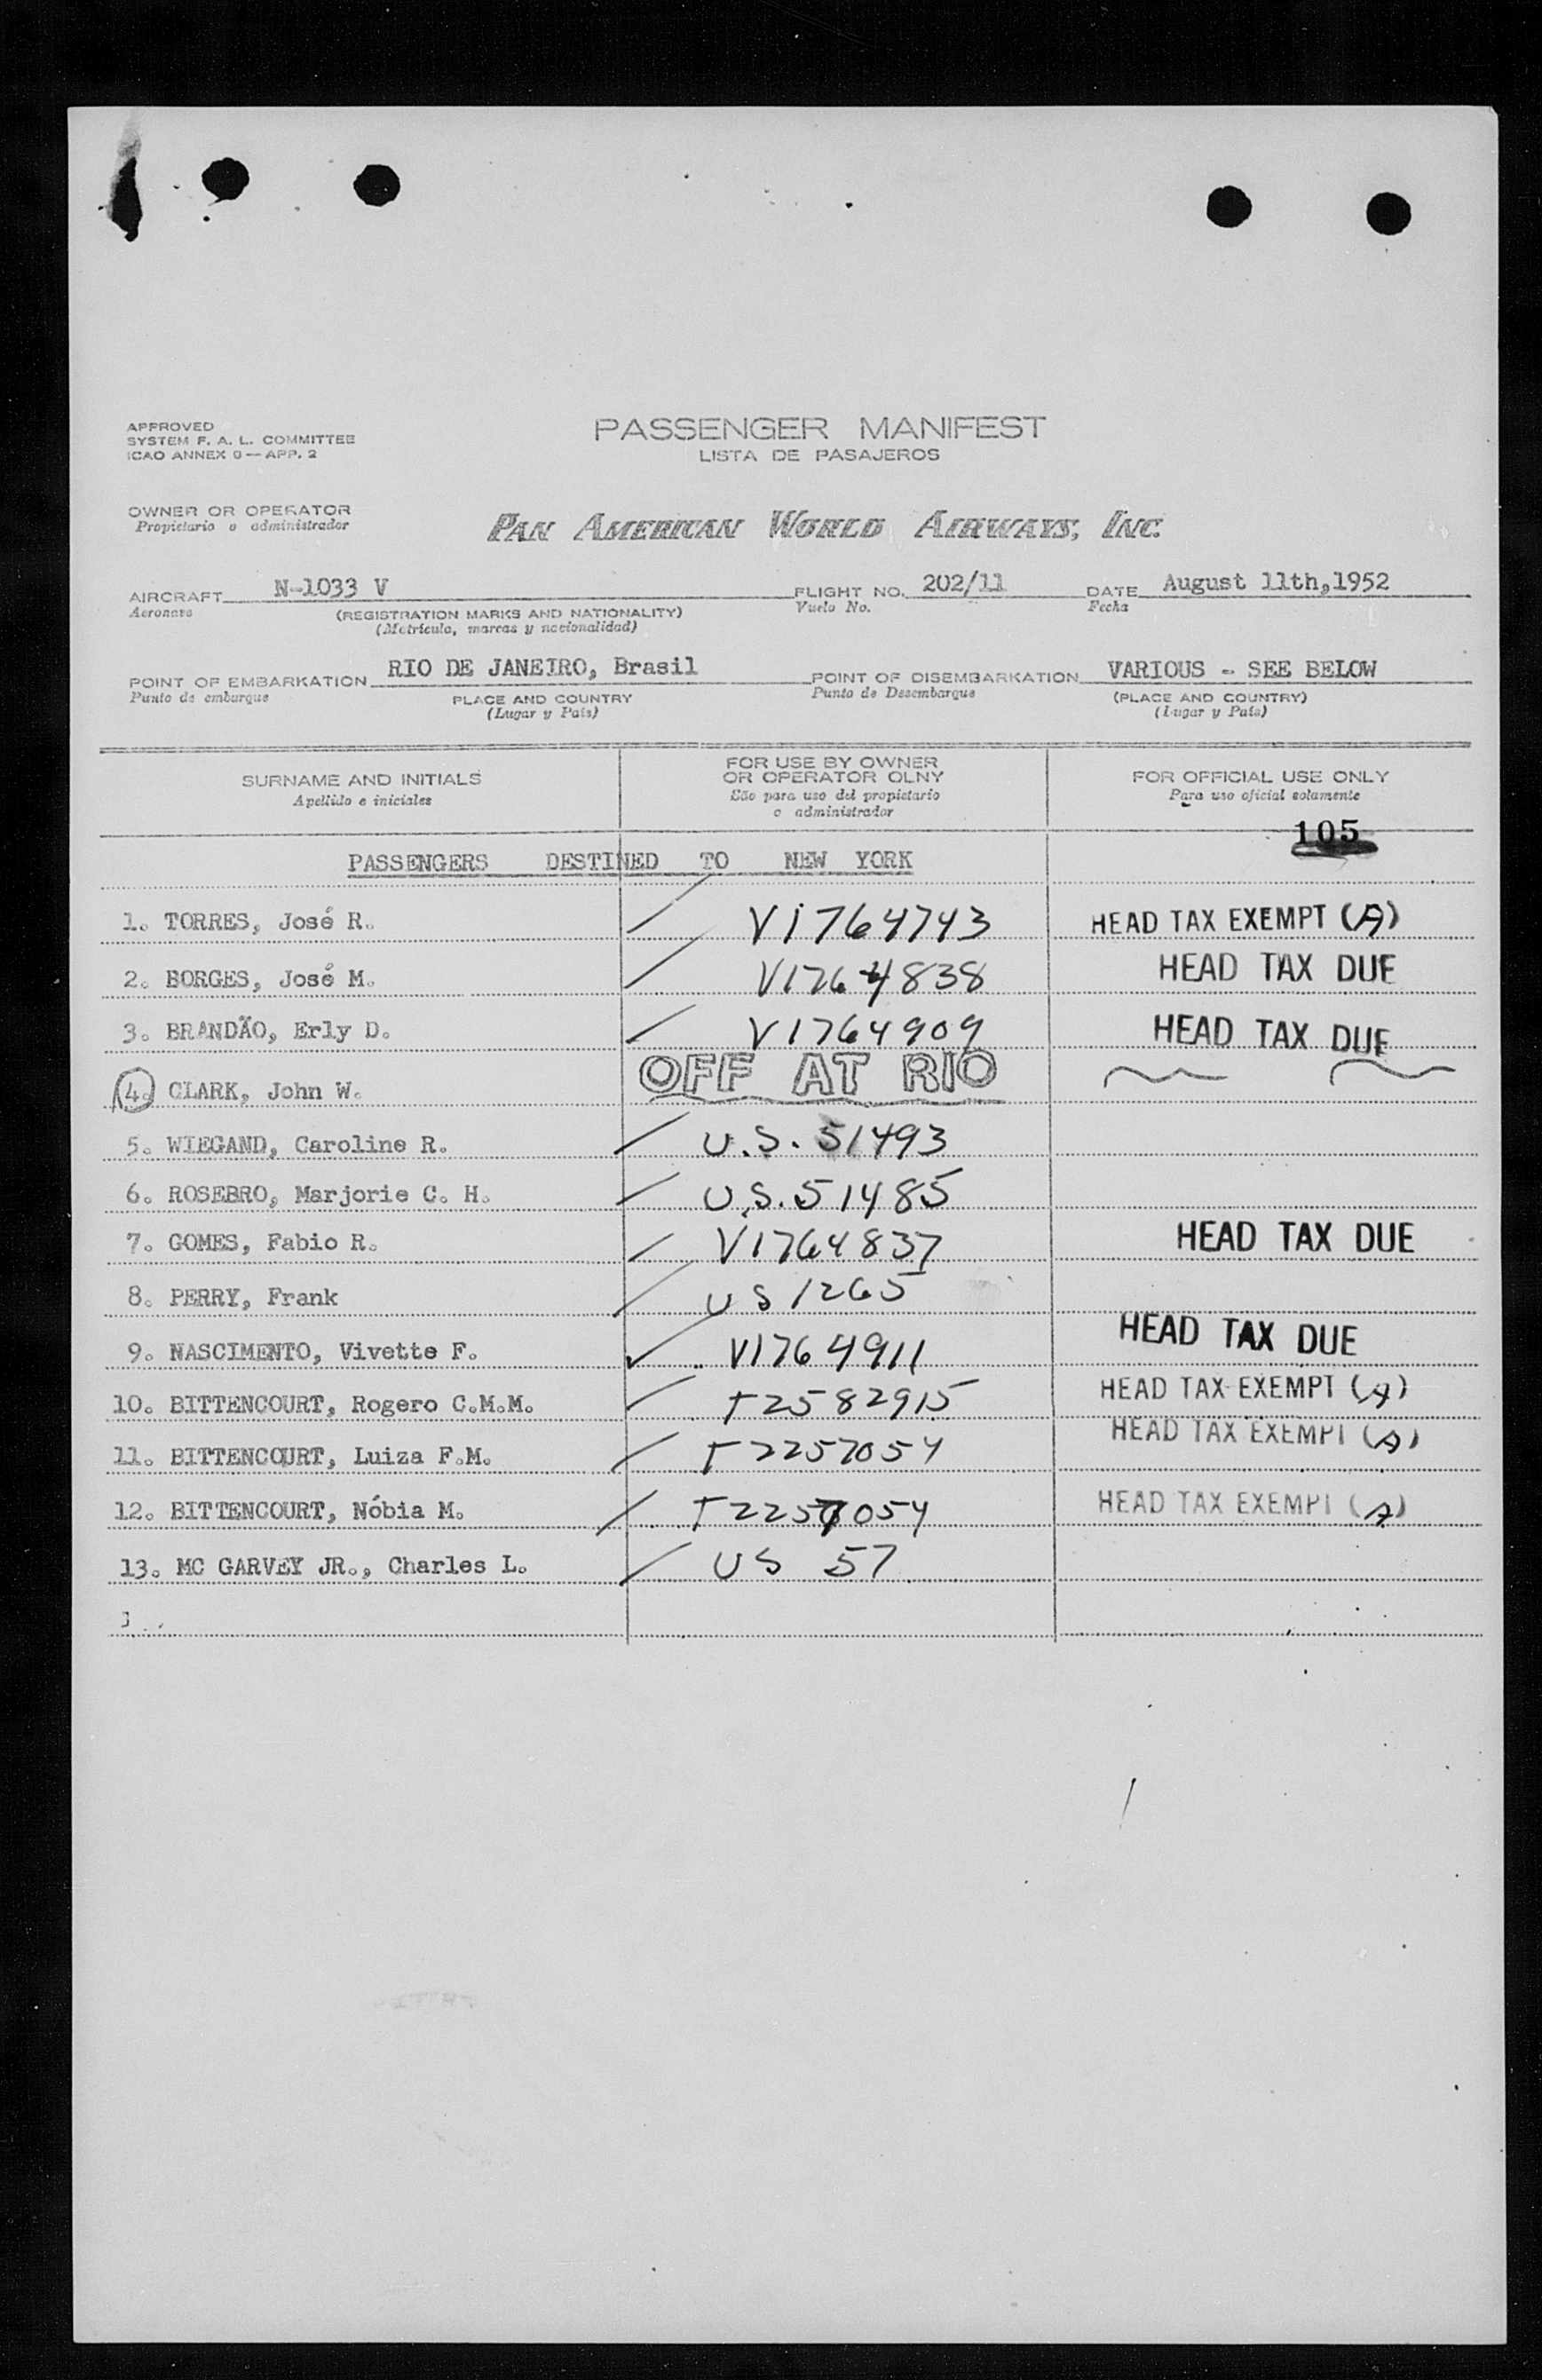 APPROVED
SYSTEM F. A. L. COMMITTEE
ICAO ANNEX 9 — APP. 2
PASSENGER MANIFEST
LISTA DE PASAJEROS
OWNER OR OPERATOR
Propietario o administrador
PAN AMERICAN WORLD AIRWAYS, INC.
AIRCRAFT N-1033 V FLIGHT NO. 202/11 DATE August 11th,1952
Aeronave (REGISTRATION MARKS AND NATIONALITY) Vuelo No. Fecha
(Matricula, marcas y nacionalidad)
POINT OF EMBARKATION RIO DE JANEIRO, Brasil POINT OF DISEMBARKATION VARIOUS - SEE BELOW
Punto de embarque PLACE AND COUNTRY Punto de Desembarque (PLACE AND COUNTRY)
(Lugar y País) (Lugar y País)
SURNAME AND INITIALS
Apellido e iniciales
FOR USE BY OWNER
OR OPERATOR OLNY
São para uso del propietario
o administrador
FOR OFFICIAL USE ONLY
Para uso oficial solamente
105
PASSENGERS DESTINED TO NEW YORK
1. TORRES, José R. V1764743 HEAD TAX EXEMPT (A)
2. BORGES, José M. V1764838 HEAD TAX DUE
3. BRANDÃO, Erly D. V1764909 HEAD TAX DUE
4. CLARK, John W. OFF AT RIO
5. WIEGAND, Caroline R. U.S. 51493
6. ROSEBRO, Marjorie C. H. U.S. 51485
7. GOMES, Fabio R. V1764837 HEAD TAX DUE
8. PERRY, Frank US 1265
9. NASCIMENTO, Vivette F. V1764911 HEAD TAX DUE
10. BITTENCOURT, Rogero C.M.M. T2582915 HEAD TAX EXEMPT (A)
11. BITTENCOURT, Luiza F.M. T2257054 HEAD TAX EXEMPT (A)
12. BITTENCOURT, Nóbia M. T2257054 HEAD TAX EXEMPT (A)
13. MC GARVEY JR., Charles L. US 57